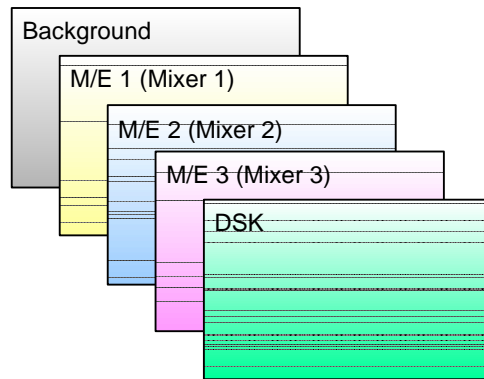 Background
M/E 1 (Mixer 1)
M/E 2 (Mixer 2)
M/E 3 (Mixer 3)
DSK